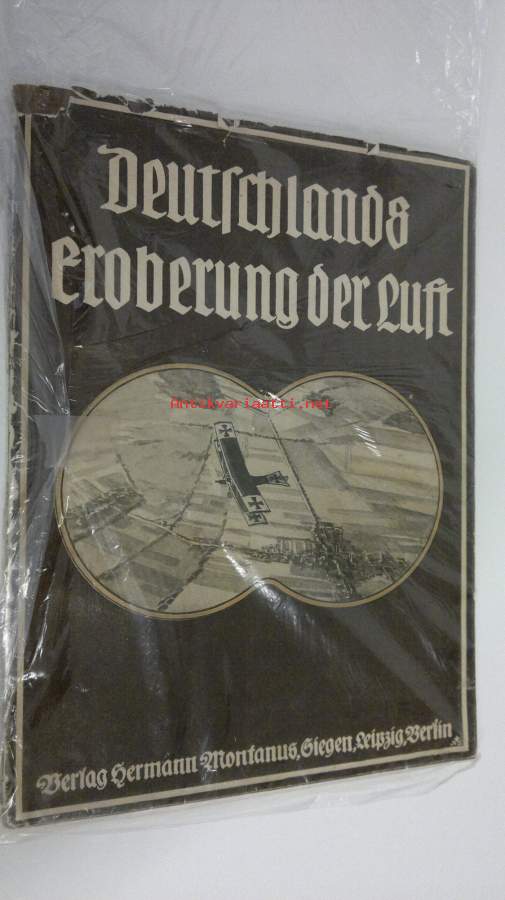 Deutschlands
Eroberung der Luft
Antikvariaatti.net
Verlag Hermann Montanus, Siegen, Leipzig, Berlin